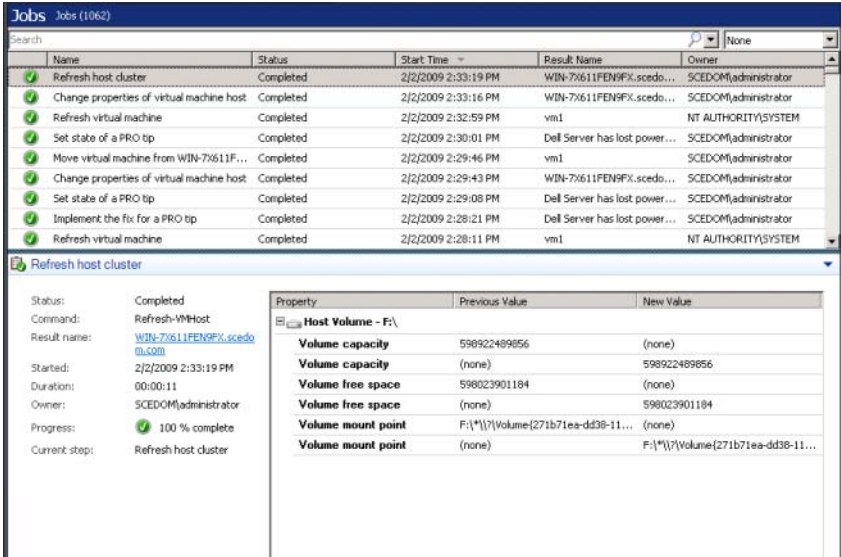 Jobs Jobs (1062)
Search None
Name Status Start Time Result Name Owner
Refresh host cluster Completed 2/2/2009 2:33:19 PM WIN-7X611FEN9FX.scedo... SCEDOM\administrator
Change properties of virtual machine host Completed 2/2/2009 2:33:16 PM WIN-7X611FEN9FX.scedo... SCEDOM\administrator
Refresh virtual machine Completed 2/2/2009 2:32:59 PM vm1 NT AUTHORITY\SYSTEM
Set state of a PRO tip Completed 2/2/2009 2:30:01 PM Dell Server has lost power... SCEDOM\administrator
Move virtual machine from WIN-7X611F... Completed 2/2/2009 2:29:46 PM vm1 SCEDOM\administrator
Change properties of virtual machine host Completed 2/2/2009 2:29:43 PM WIN-7X611FEN9FX.scedo... SCEDOM\administrator
Set state of a PRO tip Completed 2/2/2009 2:29:08 PM Dell Server has lost power... SCEDOM\administrator
Implement the fix for a PRO tip Completed 2/2/2009 2:28:21 PM Dell Server has lost power... SCEDOM\administrator
Refresh virtual machine Completed 2/2/2009 2:28:11 PM vm1 NT AUTHORITY\SYSTEM
Refresh host cluster
Status: Completed
Command: Refresh-VMHost
Result name: WIN-7X611FEN9FX.scedo
m.com
Started: 2/2/2009 2:33:19 PM
Duration: 00:00:11
Owner: SCEDOM\administrator
Progress: 100 % complete
Current step: Refresh host cluster
Property Previous Value New Value
Host Volume - F:\
Volume capacity 598922489856 (none)
Volume capacity (none) 598922489856
Volume free space 598023901184 (none)
Volume free space (none) 598023901184
Volume mount point F:\*\\?\Volume{271b71ea-dd38-11... (none)
Volume mount point (none) F:\*\\?\Volume{271b71ea-dd38-11...